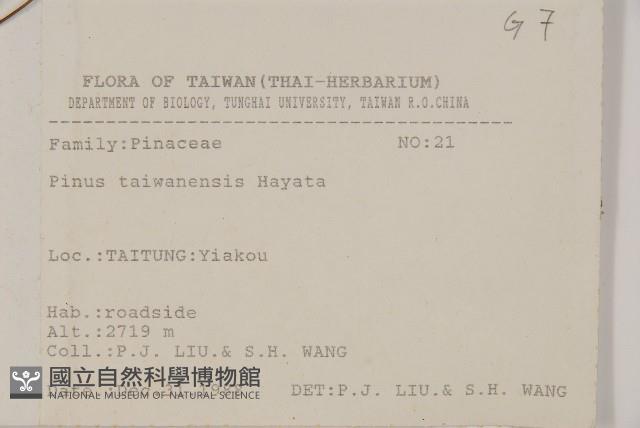 G 7
FLORA OF TAIWAN(THAI-HERBARIUM)
DEPARTMENT OF BIOLOGY, TUNGHAI UNIVERSITY, TAIWAN R.O.CHINA
Family:Pinaceae NO:21
Pinus taiwanensis Hayata
Loc.:TAITUNG:Yiakou
Hab.:roadside
Alt.:2719 m
Coll.:P.J. LIU.& S.H. WANG
DET:P.J. LIU.& S.H. WANG
國立自然科學博物館
NATIONAL MUSEUM OF NATURAL SCIENCE